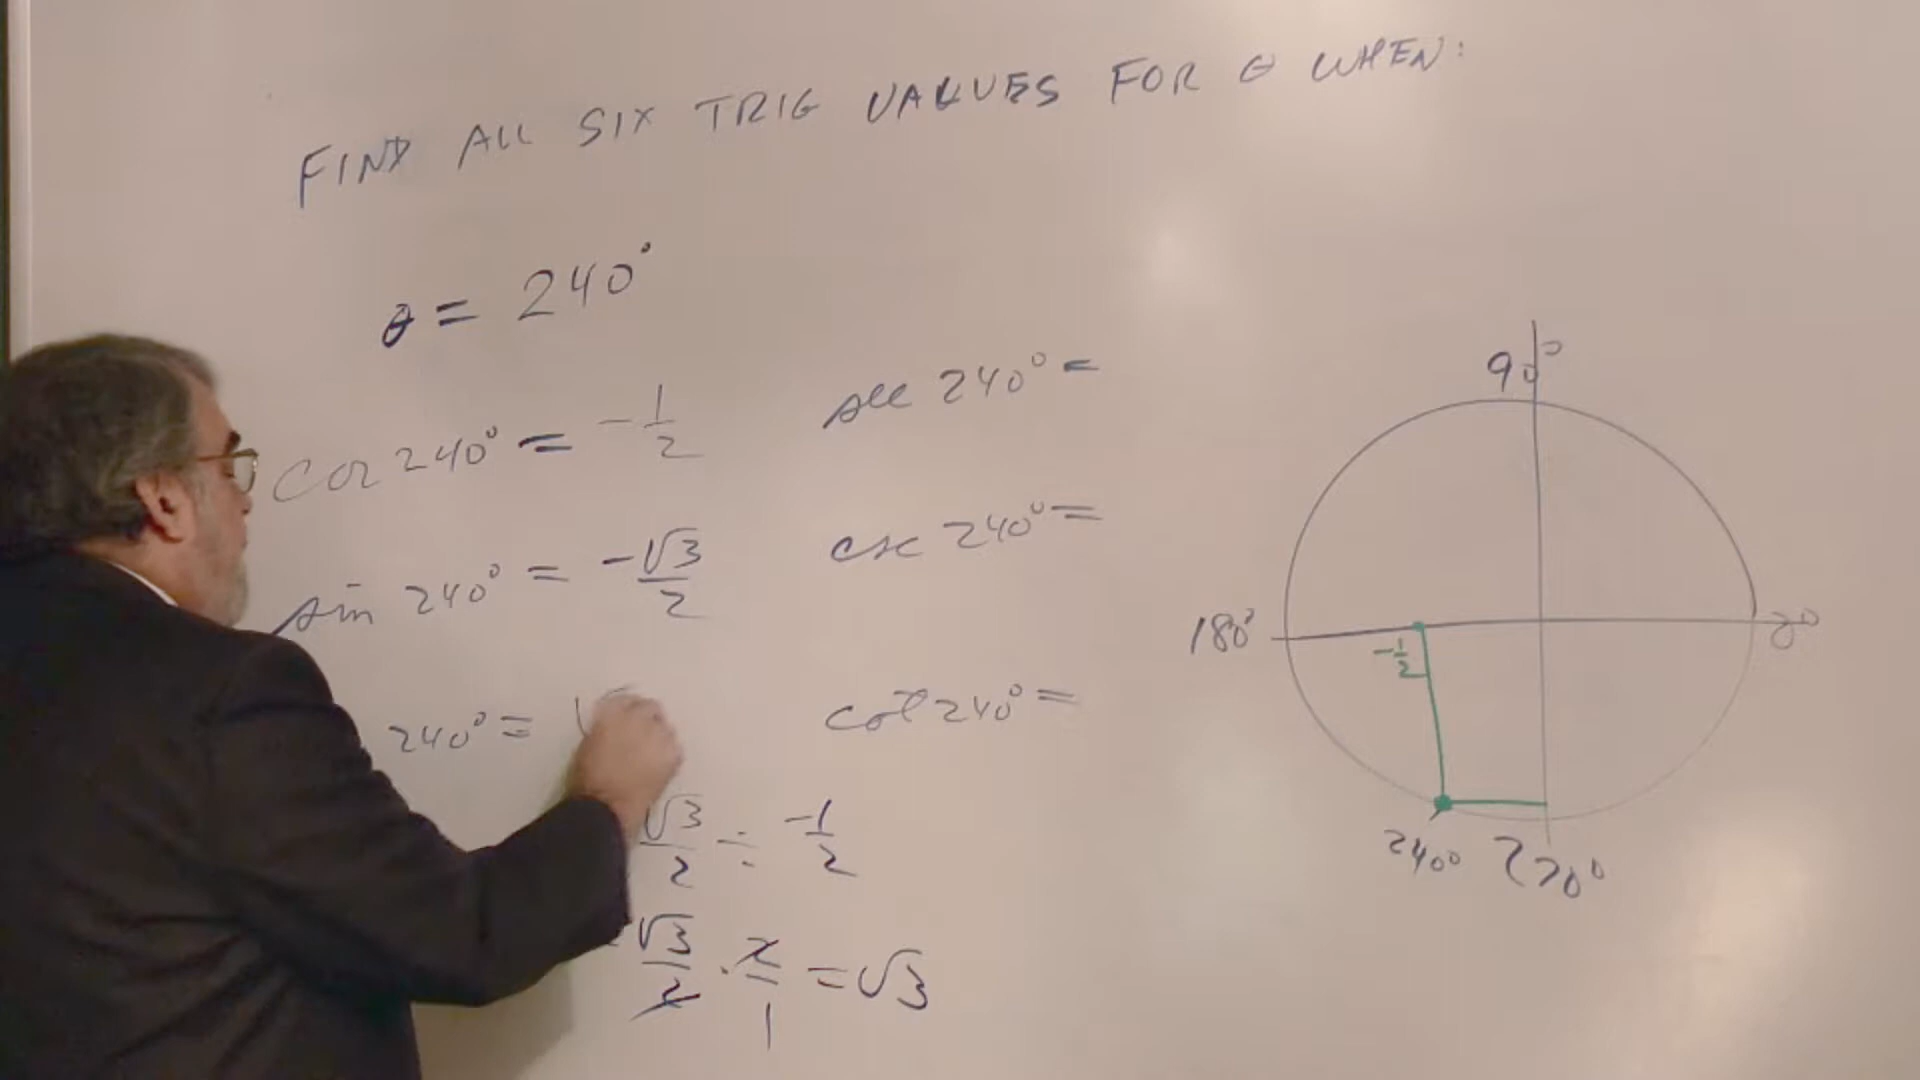 FIND ALL SIX TRIG VALUES FOR θ WHEN:
θ = 240°
cos 240° = -1/2
sec 240° =
sin 240° = -√3/2
csc 240° =
240° = √
cot 240° =
√3/2 ÷ -1/2
-√3/2 · 2/1 = √3
90°
180°
0°
-1/2
240°
270°